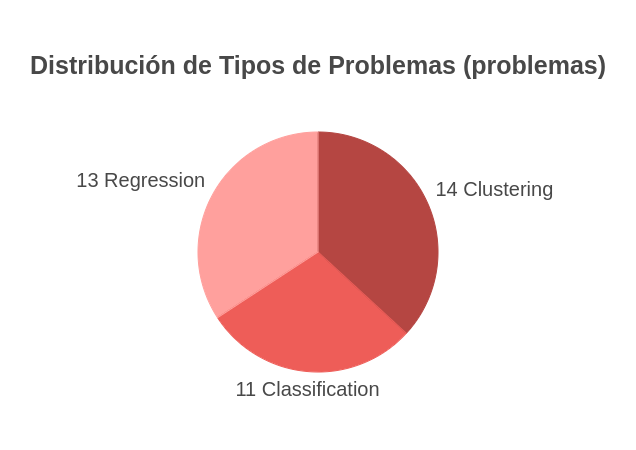 Distribución de Tipos de Problemas (problemas)
13 Regression
14 Clustering
11 Classification